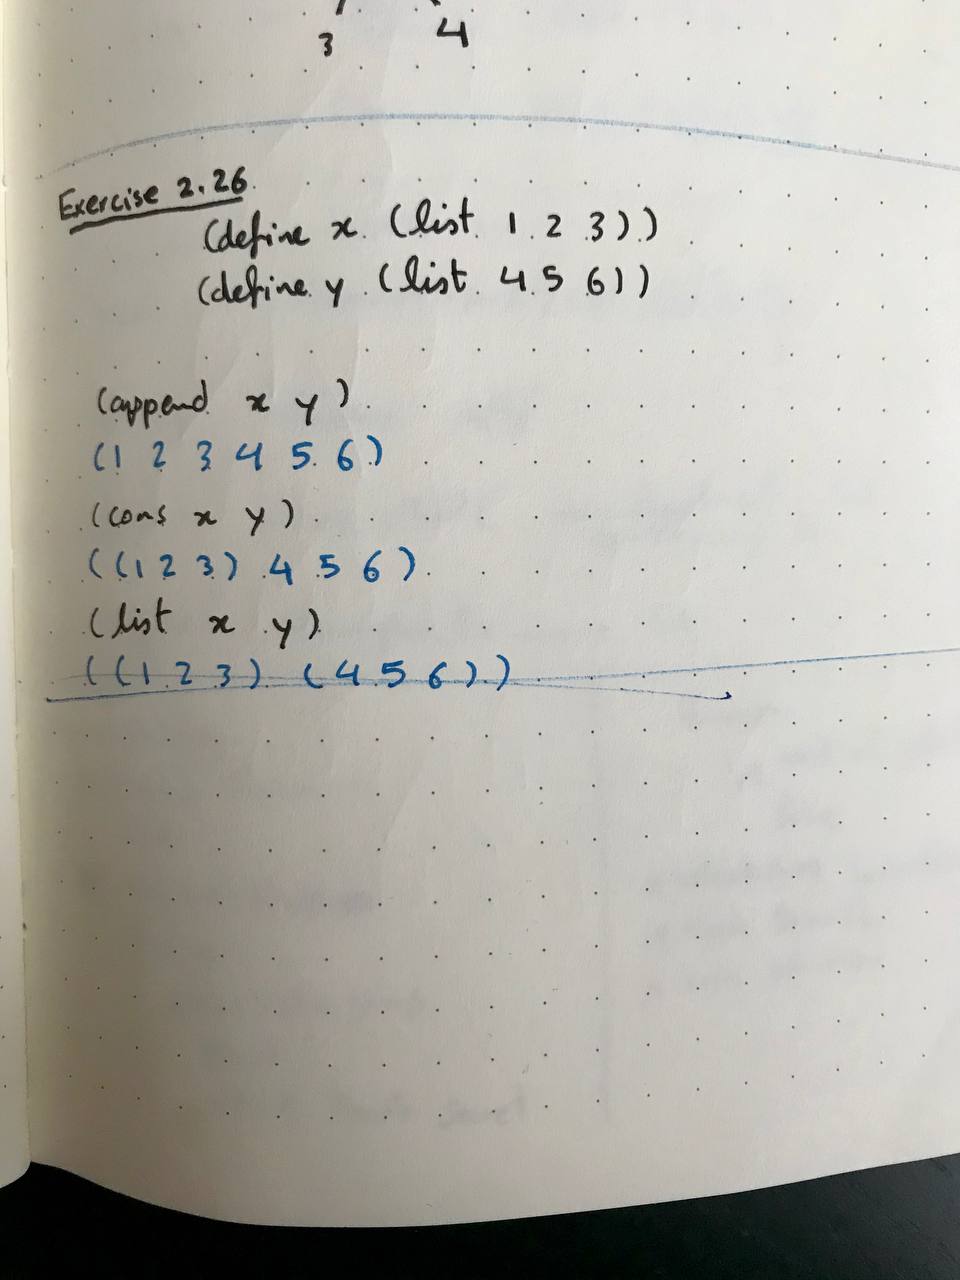 3 4
Exercise 2.26
(define x (list 1 2 3))
(define y (list 4 5 6))
(append x y)
(1 2 3 4 5 6)
(cons x y)
((1 2 3) 4 5 6)
(list x y)
((1 2 3) (4 5 6))